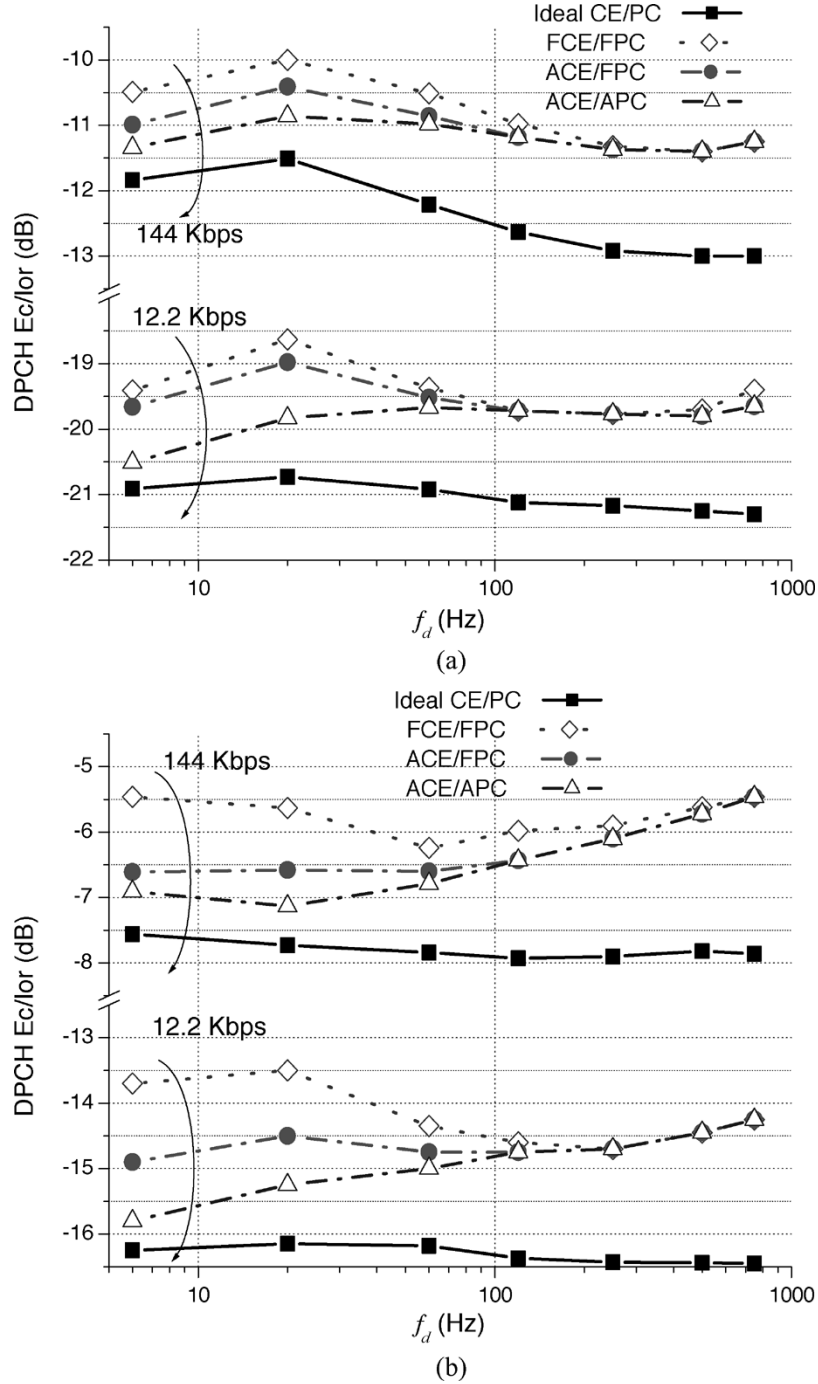 Ideal CE/PC
FCE/FPC
ACE/FPC
ACE/APC
-10
-11
-12
-13
144 Kbps
12.2 Kbps
-19
-20
-21
-22
DPCH Ec/Ior (dB)
10
100
1000
f_d (Hz)
(a)
Ideal CE/PC
FCE/FPC
ACE/FPC
ACE/APC
144 Kbps
-5
-6
-7
-8
12.2 Kbps
-13
-14
-15
-16
DPCH Ec/Ior (dB)
10
100
1000
f_d (Hz)
(b)